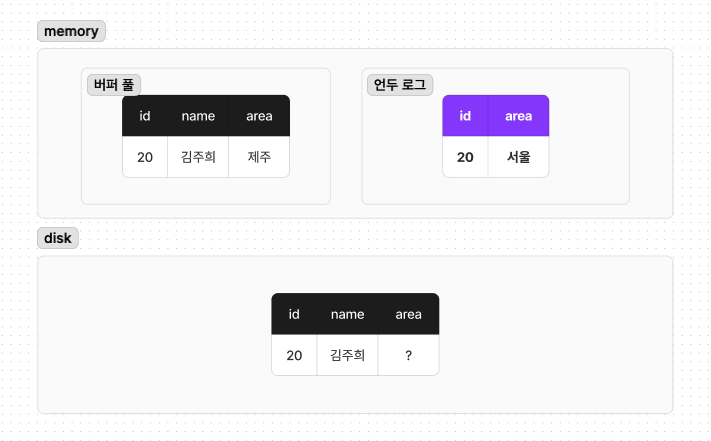 memory
버퍼 풀
id name area
20 김주희 제주
언두 로그
id area
20 서울
disk
id name area
20 김주희 ?